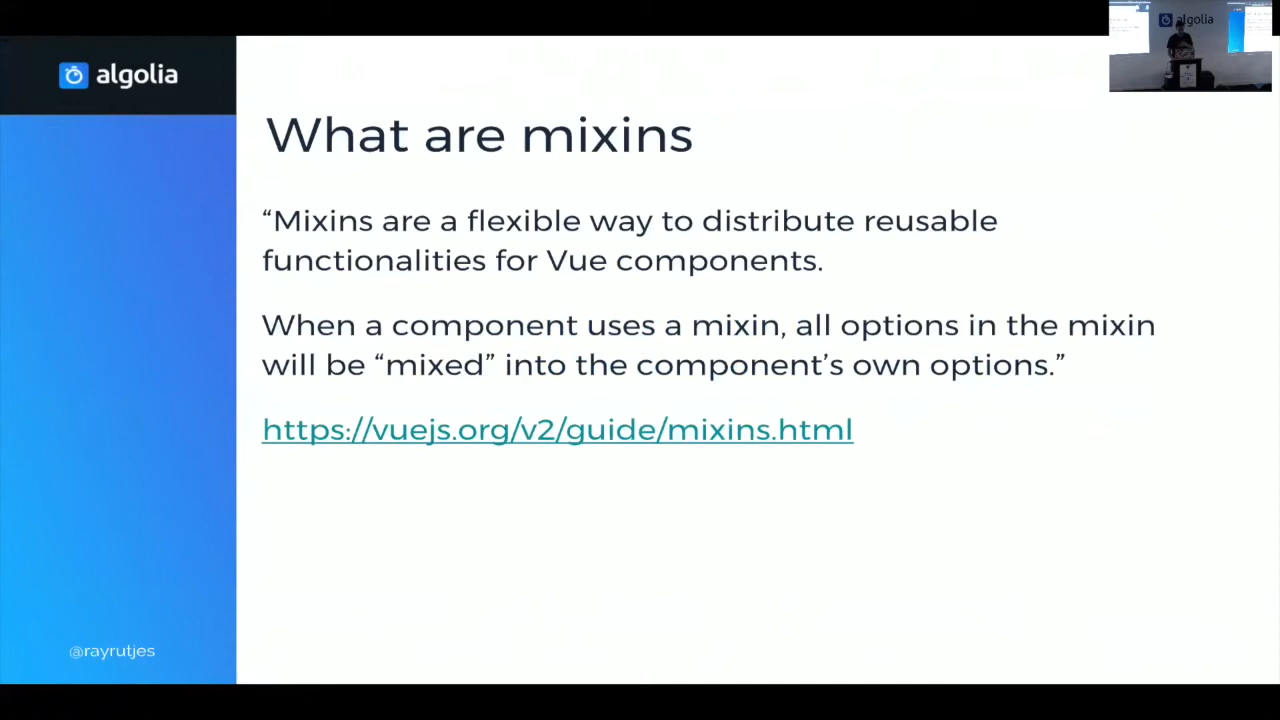 algolia
algolia
What are mixins
“Mixins are a flexible way to distribute reusable
functionalities for Vue components.
When a component uses a mixin, all options in the mixin
will be “mixed” into the component’s own options.”
https://vuejs.org/v2/guide/mixins.html
@rayrutjes